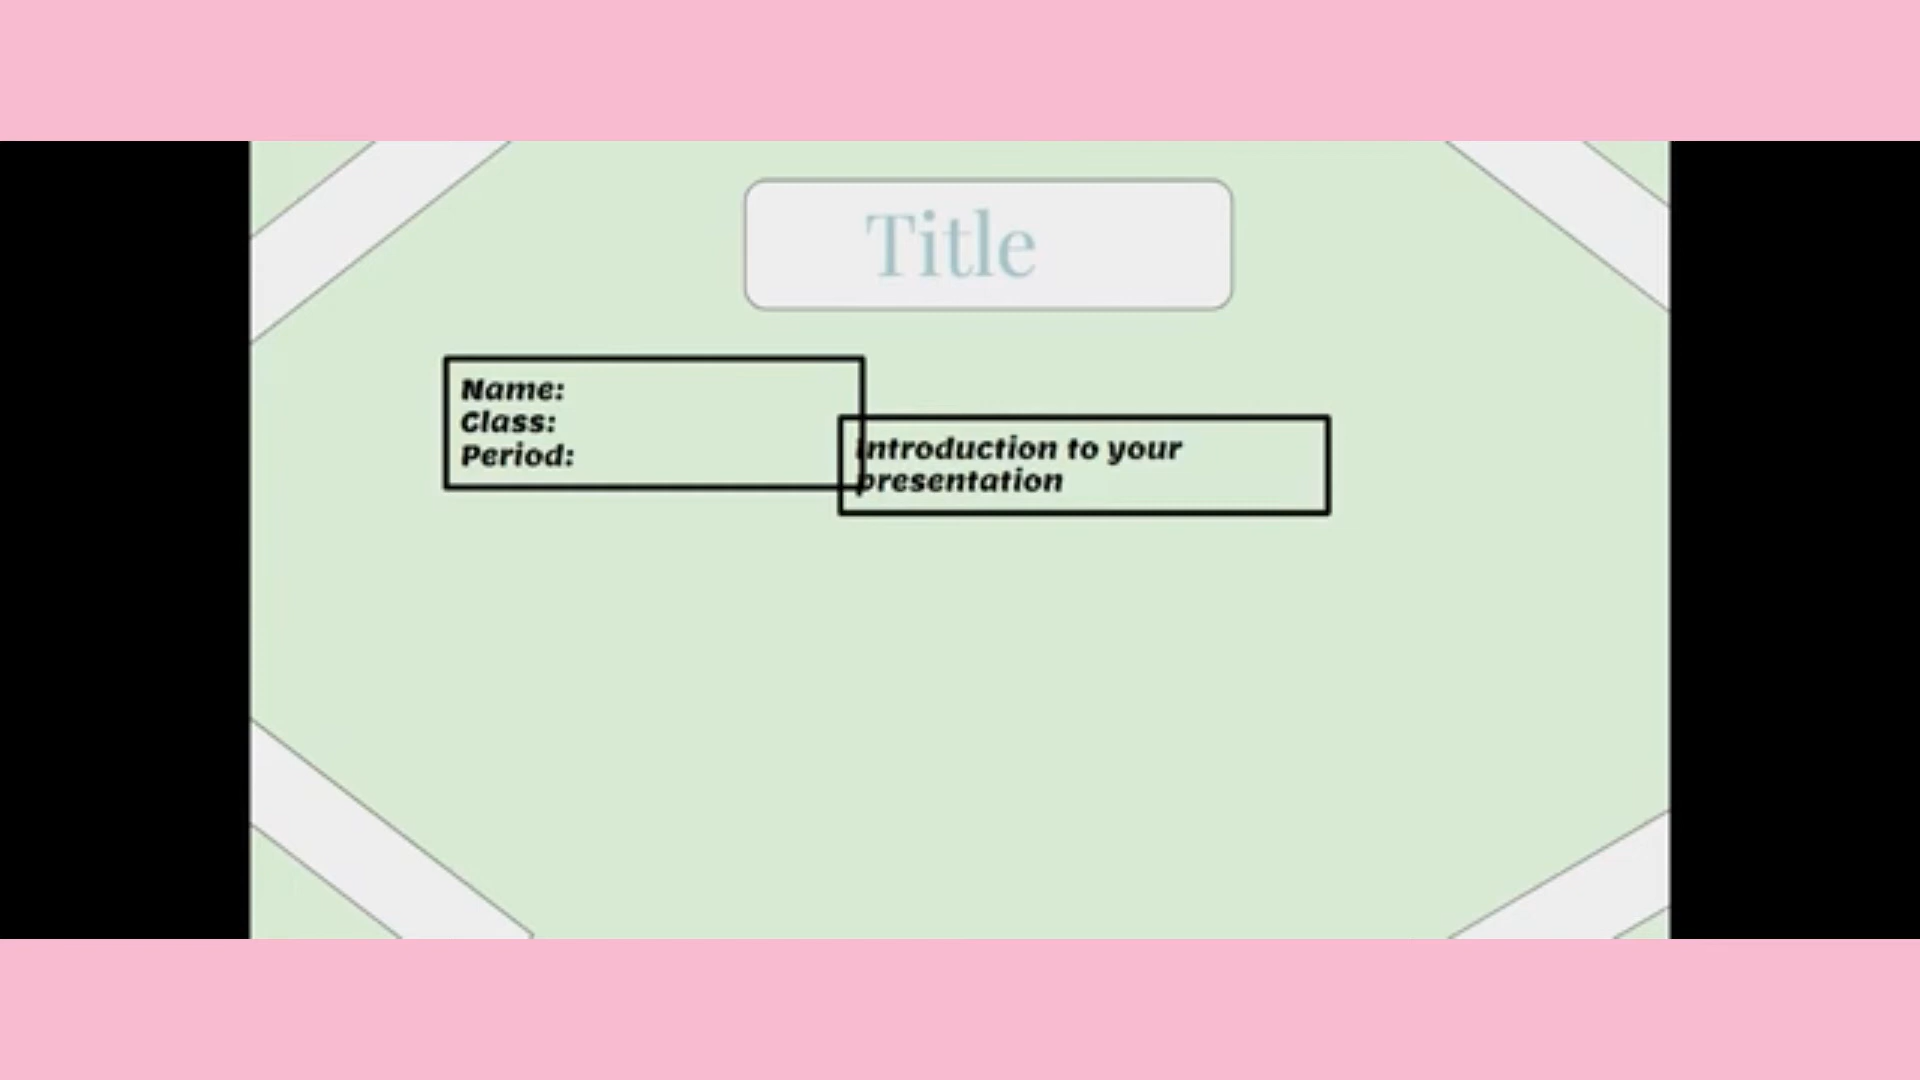 Title
Name:
Class:
Period:
Introduction to your
presentation